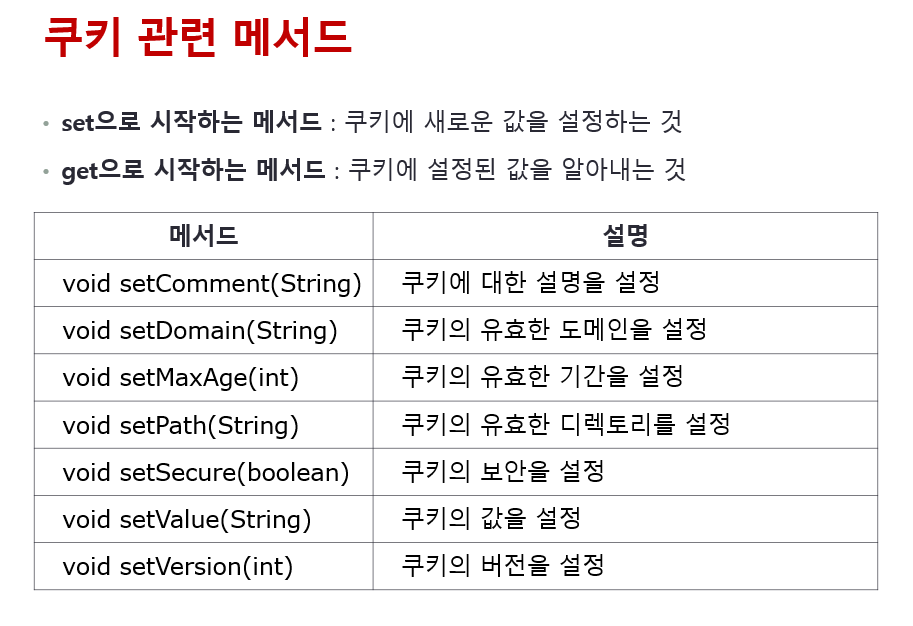 쿠키 관련 메서드
• set으로 시작하는 메서드 : 쿠키에 새로운 값을 설정하는 것
• get으로 시작하는 메서드 : 쿠키에 설정된 값을 알아내는 것
메서드 설명
void setComment(String) 쿠키에 대한 설명을 설정
void setDomain(String) 쿠키의 유효한 도메인을 설정
void setMaxAge(int) 쿠키의 유효한 기간을 설정
void setPath(String) 쿠키의 유효한 디렉토리를 설정
void setSecure(boolean) 쿠키의 보안을 설정
void setValue(String) 쿠키의 값을 설정
void setVersion(int) 쿠키의 버전을 설정